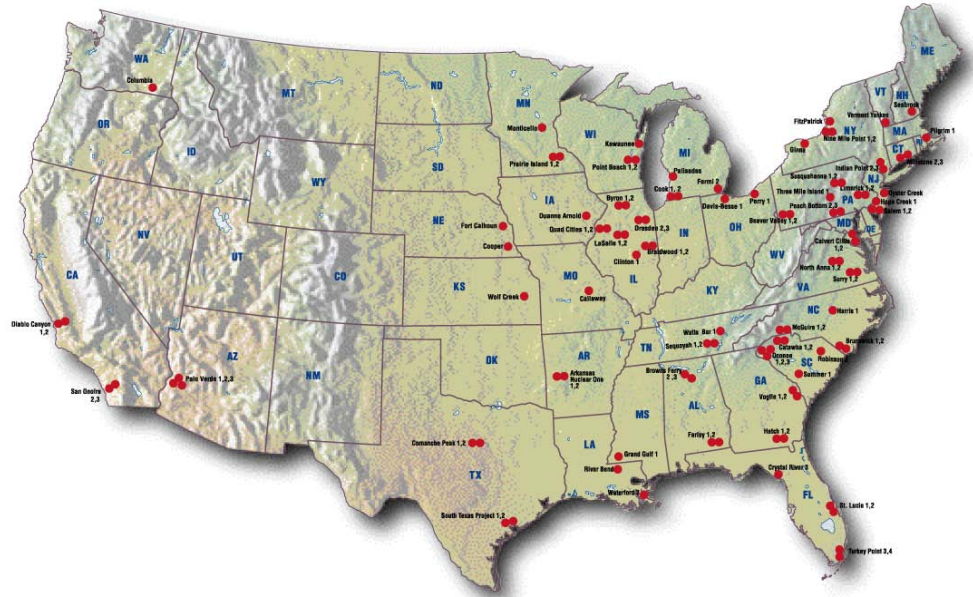 WA
Columbia
OR
MT
ID
WY
NV
UT
CO
CA
AZ
NM
Diablo Canyon
1,2
San Onofre
2,3
Palo Verde 1,2,3
ND
SD
NE
KS
OK
TX
Fort Calhoun
Cooper
Wolf Creek
Comanche Peak 1,2
South Texas Project 1,2
MN
Monticello
Prairie Island 1,2
WI
Kewaunee
Point Beach 1,2
IA
Duanne Arnold
Quad Cities 1,2
Byron 1,2
Dresden 2,3
LaSalle 1,2
Braidwood 1,2
Clinton 1
IL
MO
Callaway
AR
Arkansas
Nuclear One
1,2
LA
River Bend
Waterford 3
MS
Grand Gulf 1
MI
Palisades
Cook 1, 2
Fermi 2
Davis-Besse 1
IN
OH
Perry 1
KY
TN
Watts Bar 1
Sequoyah 1,2
Browns Ferry
2,3
AL
Farley 1,2
GA
Hatch 1,2
Vogtle 1,2
FL
Crystal River 3
St. Lucie 1,2
Turkey Point 3,4
SC
Summer 1
Oconee
1,2,3
Catawba 1,2
McGuire 1,2
NC
Harris 1
Brunswick 1,2
VA
Surry 1,2
North Anna 1,2
WV
MD
Calvert Cliffs 1,2
DE
PA
Beaver Valley 1,2
Peach Bottom 2,3
Three Mile Island 1
Susquehanna 1,2
Limerick 1,2
NJ
Oyster Creek
Hope Creek 1
Salem 1,2
NY
FitzPatrick
Nine Mile Point 1,2
Ginna
Indian Point 2,3
CT
Millstone 2,3
MA
Pilgrim 1
VT
Vermont Yankee
NH
Seabrook
ME